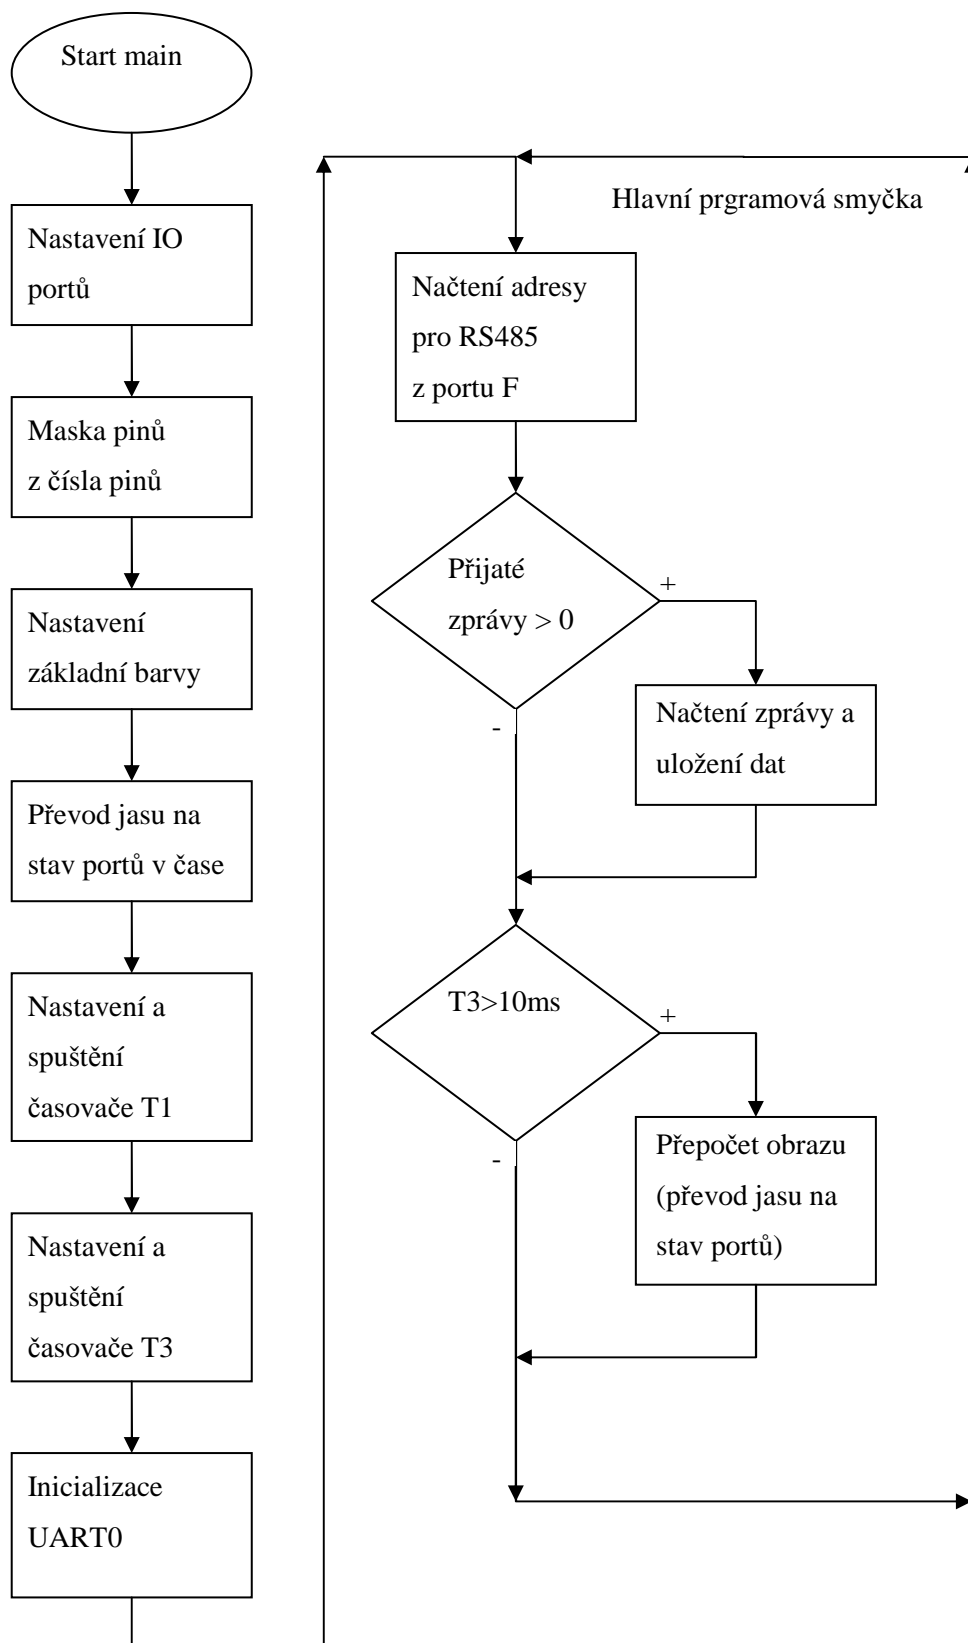 Start main
Nastavení IO
portů
Maska pinů
z čísla pinů
Nastavení
základní barvy
Převod jasu na
stav portů v čase
Nastavení a
spuštění
časovače T1
Nastavení a
spuštění
časovače T3
Inicializace
UART0
Hlavní prgramová smyčka
Načtení adresy
pro RS485
z portu F
Přijaté
zprávy > 0
+
-
Načtení zprávy a
uložení dat
T3>10ms
+
-
Přepočet obrazu
(převod jasu na
stav portů)